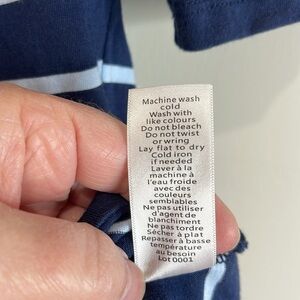 Machine wash
cold
Wash with
like colours
Do not bleach
Do not twist
or wring
Lay flat to dry
Cold iron
if needed
Laver à la
machine à
l'eau froide
avec des
couleurs
semblables
Ne pas utiliser
d'agent de
blanchiment
Ne pas tordre
Sécher à plat
Repasser à basse
température
au besoin
Lot 0001